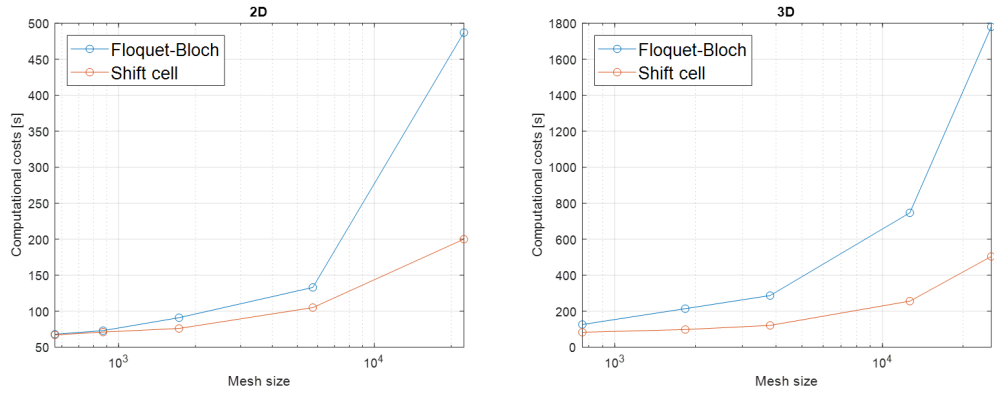 2D
500
450
400
350
300
250
200
150
100
50
Computational costs [s]
Floquet-Bloch
Shift cell
10^3
10^4
Mesh size
3D
1800
1600
1400
1200
1000
800
600
400
200
0
Computational costs [s]
Floquet-Bloch
Shift cell
10^3
10^4
Mesh size